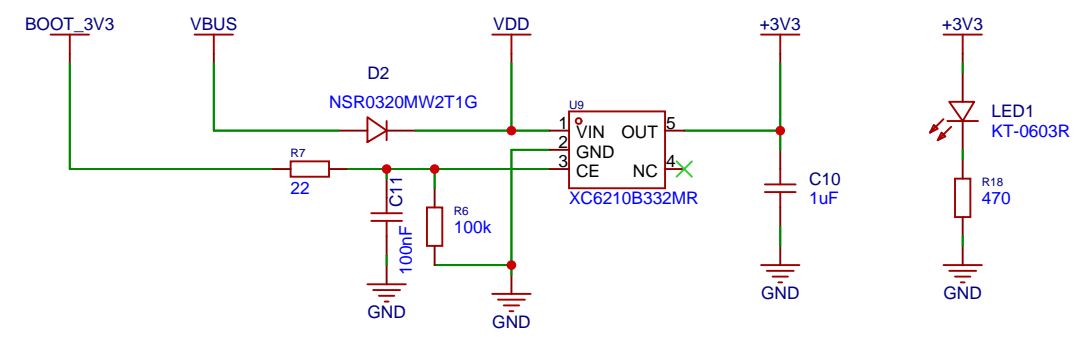 BOOT_3V3
VBUS
VDD
+3V3
+3V3
D2
NSR0320MW2T1G
U9
1
VIN
OUT
5
2
GND
3
CE
NC
4
XC6210B332MR
R7
22
C11
100nF
R6
100k
C10
1uF
LED1
KT-0603R
R18
470
GND
GND
GND
GND